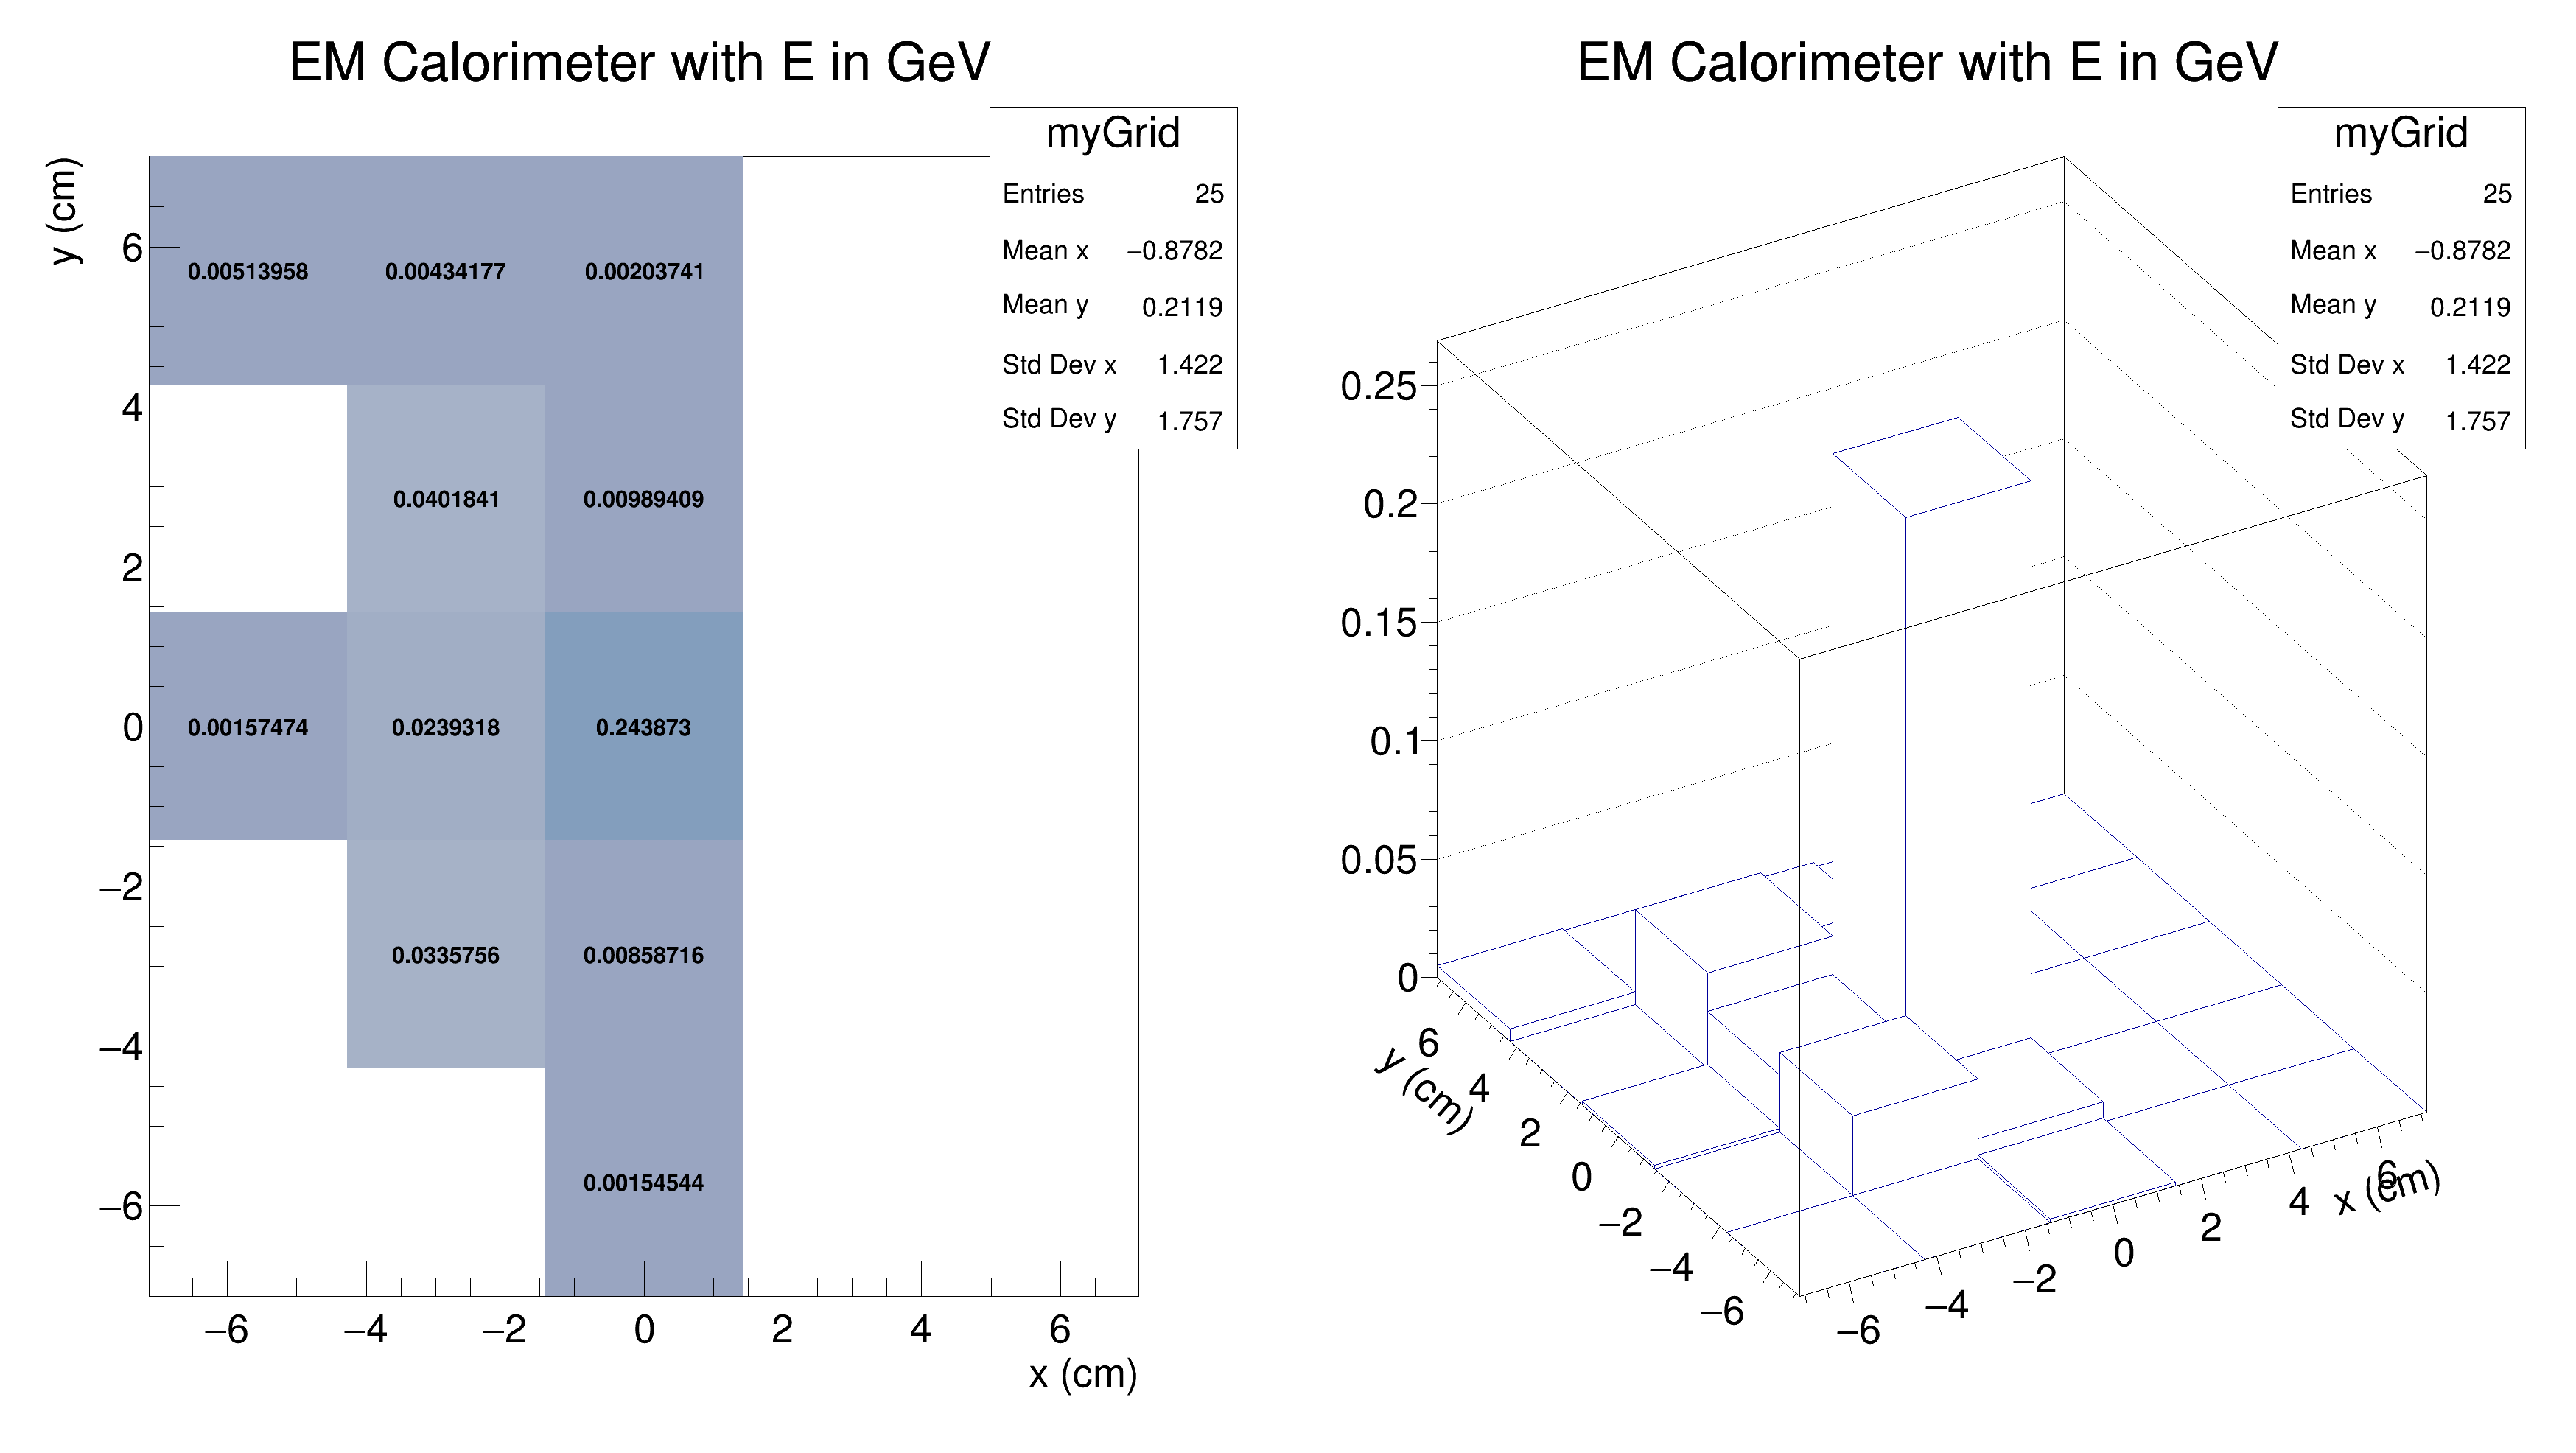 EM Calorimeter with E in GeV
myGrid
Entries 25
Mean x −0.8782
Mean y 0.2119
Std Dev x 1.422
Std Dev y 1.757
y (cm)
6
4
2
0
−2
−4
−6
0.00513958 0.00434177 0.00203741
0.0401841 0.00989409
0.00157474 0.0239318 0.243873
0.0335756 0.00858716
0.00154544
−6 −4 −2 0 2 4 6
x (cm)
EM Calorimeter with E in GeV
myGrid
Entries 25
Mean x −0.8782
Mean y 0.2119
Std Dev x 1.422
Std Dev y 1.757
0.25
0.2
0.15
0.1
0.05
0
y (cm)
6
4
2
0
−2
−4
−6
−6 −4 −2 0 2 4 6
x (cm)